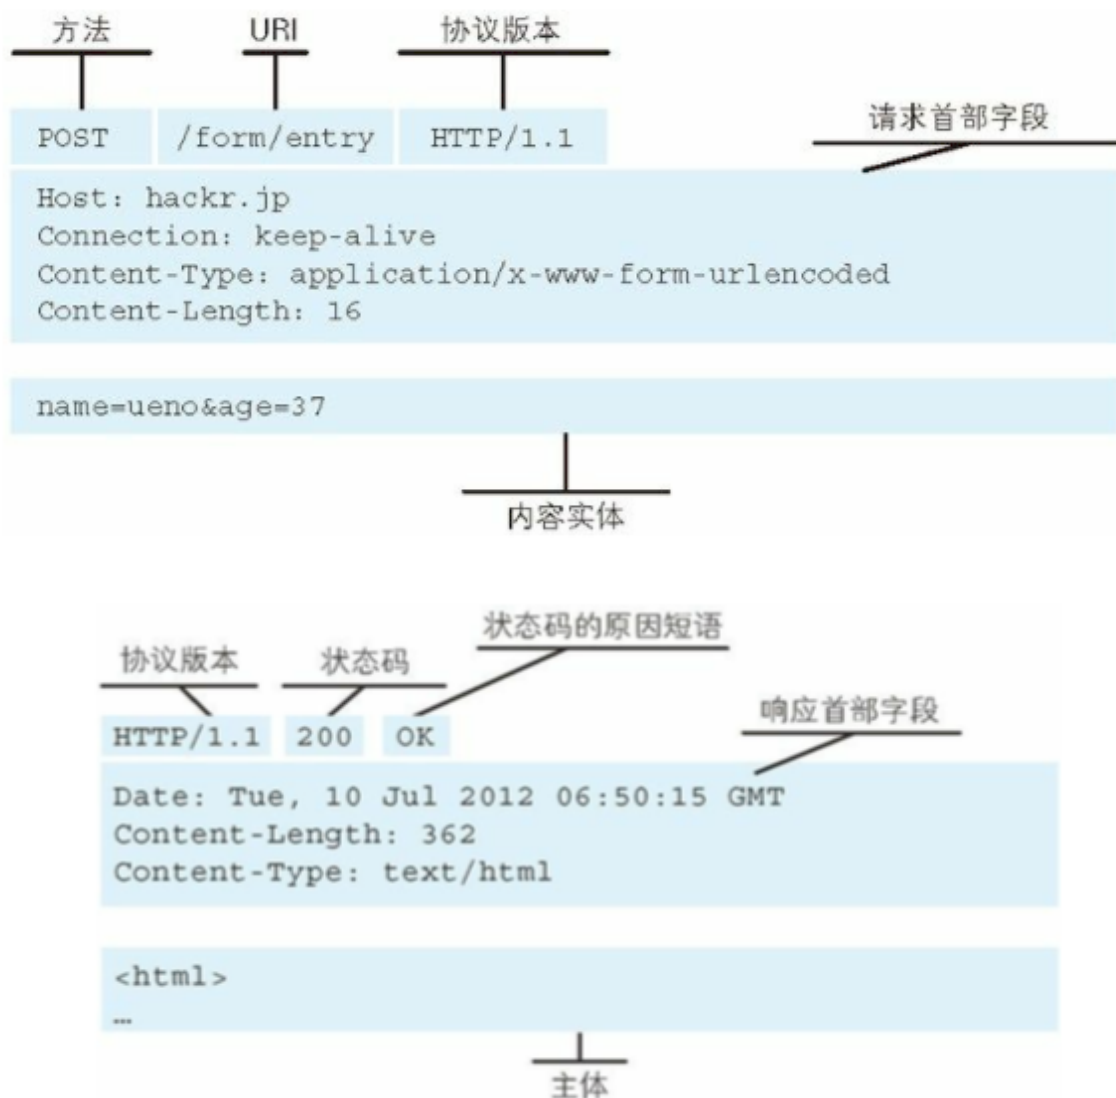 方法 URI 协议版本
POST /form/entry HTTP/1.1
请求首部字段
Host: hackr.jp
Connection: keep-alive
Content-Type: application/x-www-form-urlencoded
Content-Length: 16
name=ueno&age=37
内容实体
状态码的原因短语
协议版本 状态码
响应首部字段
HTTP/1.1 200 OK
Date: Tue, 10 Jul 2012 06:50:15 GMT
Content-Length: 362
Content-Type: text/html
<html>
…
主体